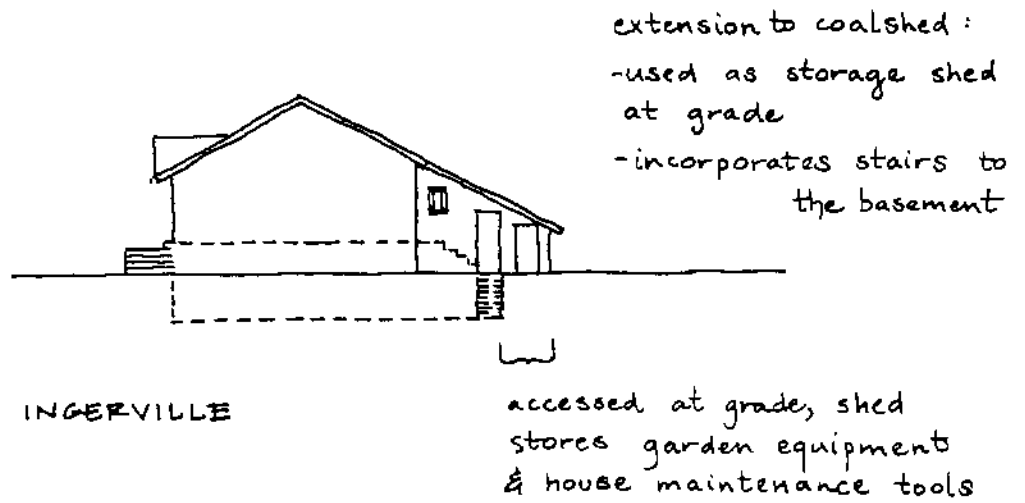 extension to coalshed :
-used as storage shed
at grade
-incorporates stairs to
the basement
INGERVILLE
accessed at grade, shed
stores garden equipment
& house maintenance tools